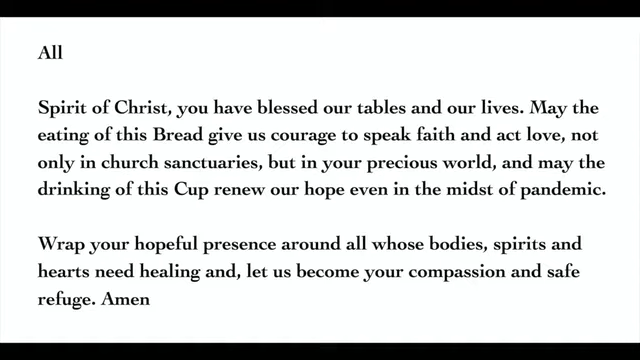 All
Spirit of Christ, you have blessed our tables and our lives. May the
eating of this Bread give us courage to speak faith and act love, not
only in church sanctuaries, but in your precious world, and may the
drinking of this Cup renew our hope even in the midst of pandemic.
Wrap your hopeful presence around all whose bodies, spirits and
hearts need healing and, let us become your compassion and safe
refuge. Amen